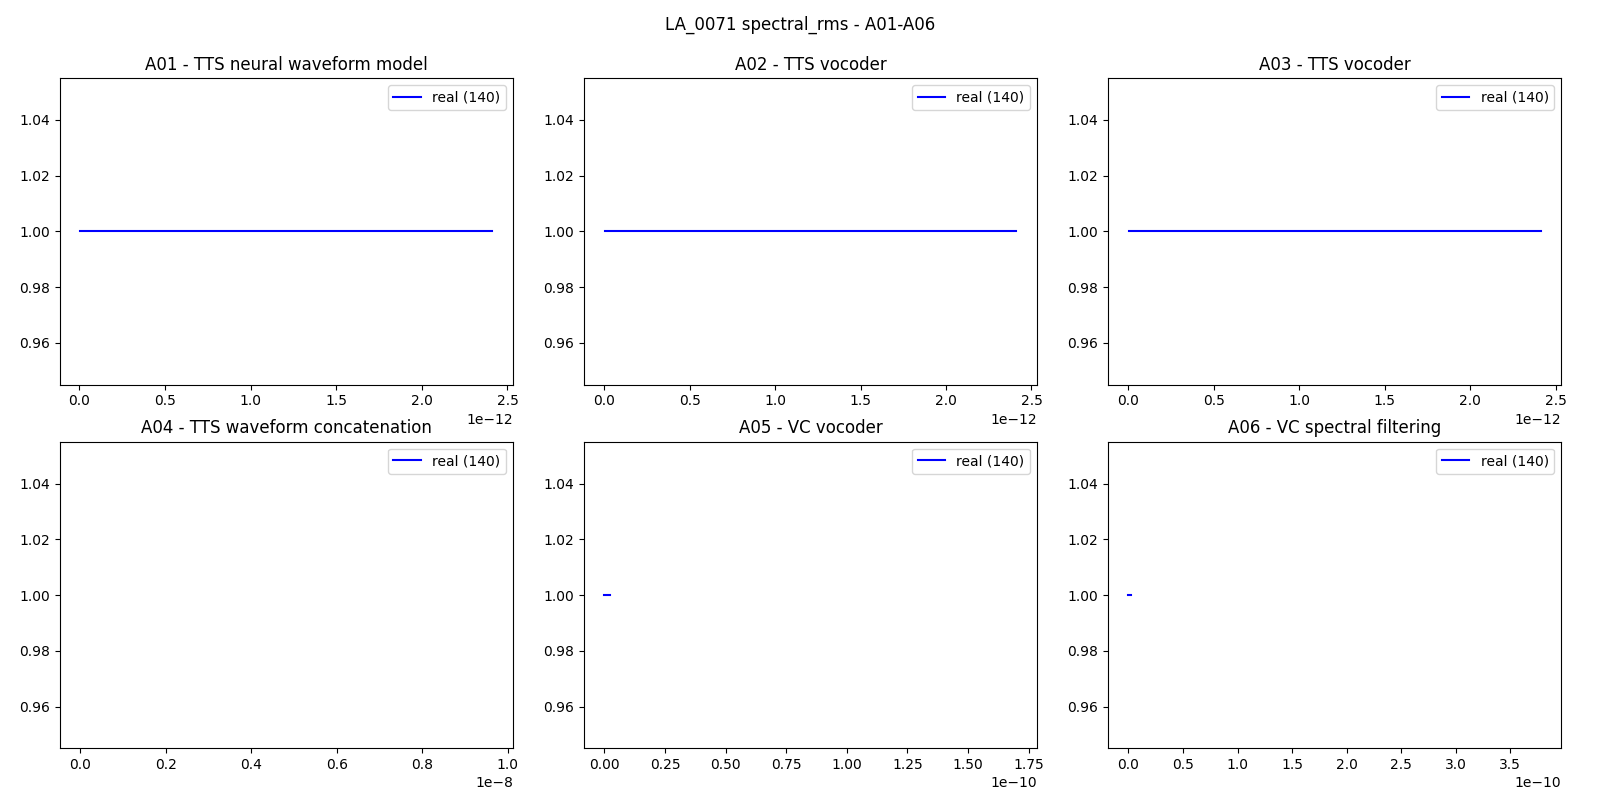 LA_0071 spectral_rms - A01-A06
A01 - TTS neural waveform model
real (140)
1.04
1.02
1.00
0.98
0.96
0.0 0.5 1.0 1.5 2.0 2.5
1e−12
A02 - TTS vocoder
real (140)
1.04
1.02
1.00
0.98
0.96
0.0 0.5 1.0 1.5 2.0 2.5
1e−12
A03 - TTS vocoder
real (140)
1.04
1.02
1.00
0.98
0.96
0.0 0.5 1.0 1.5 2.0 2.5
1e−12
A04 - TTS waveform concatenation
real (140)
1.04
1.02
1.00
0.98
0.96
0.0 0.2 0.4 0.6 0.8 1.0
1e−8
A05 - VC vocoder
real (140)
1.04
1.02
1.00
0.98
0.96
0.00 0.25 0.50 0.75 1.00 1.25 1.50 1.75
1e−10
A06 - VC spectral filtering
real (140)
1.04
1.02
1.00
0.98
0.96
0.0 0.5 1.0 1.5 2.0 2.5 3.0 3.5
1e−10